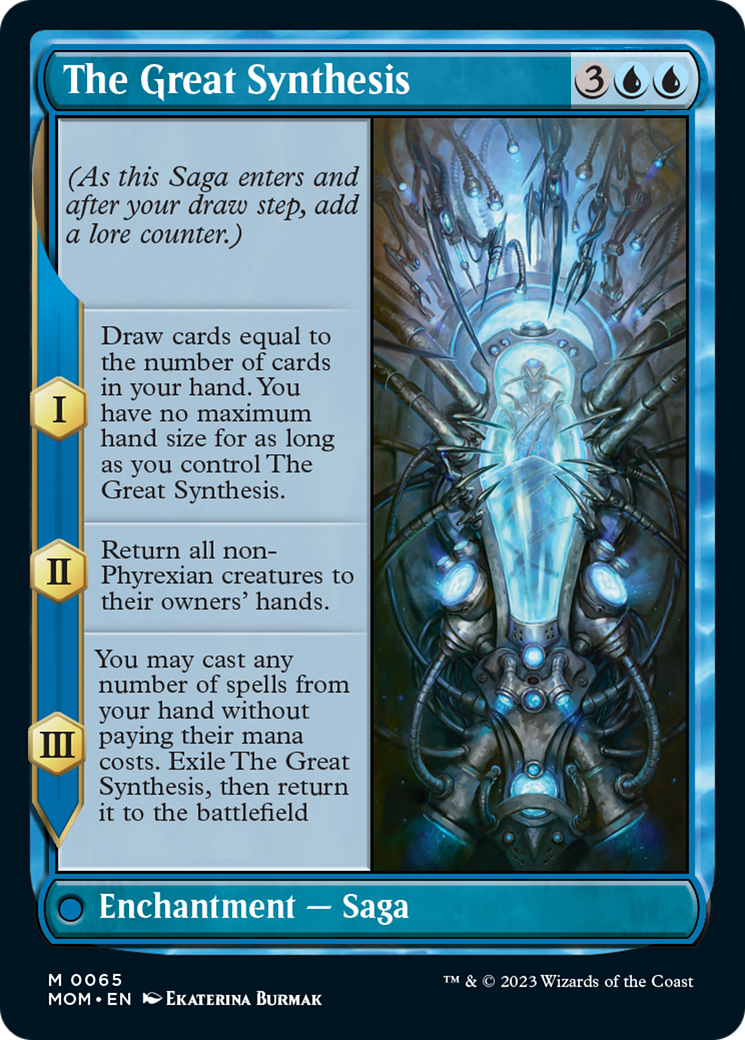 The Great Synthesis 3
(As this Saga enters and
after your draw step, add
a lore counter.)
I
Draw cards equal to
the number of cards
in your hand. You
have no maximum
hand size for as long
as you control The
Great Synthesis.
II
Return all non-
Phyrexian creatures to
their owners’ hands.
III
You may cast any
number of spells from
your hand without
paying their mana
costs. Exile The Great
Synthesis, then return
it to the battlefield
Enchantment — Saga
M 0065
MOM • EN Ekaterina Burmak
™ & © 2023 Wizards of the Coast